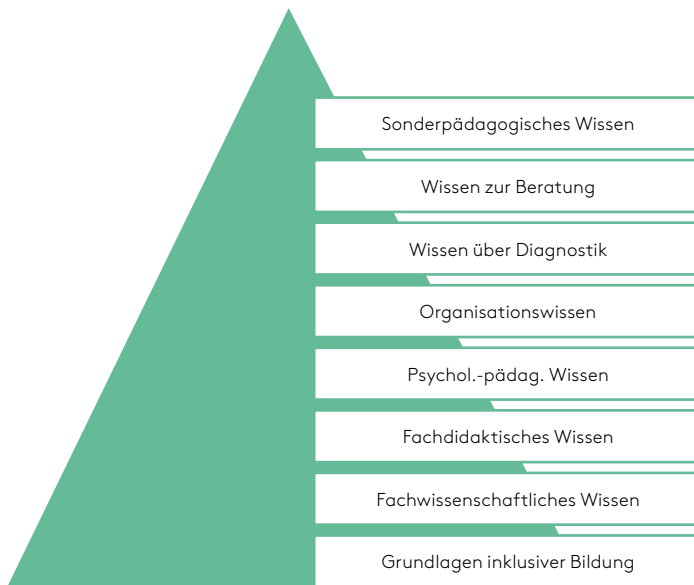 Sonderpädagogisches Wissen
Wissen zur Beratung
Wissen über Diagnostik
Organisationswissen
Psychol.-pädag. Wissen
Fachdidaktisches Wissen
Fachwissenschaftliches Wissen
Grundlagen inklusiver Bildung